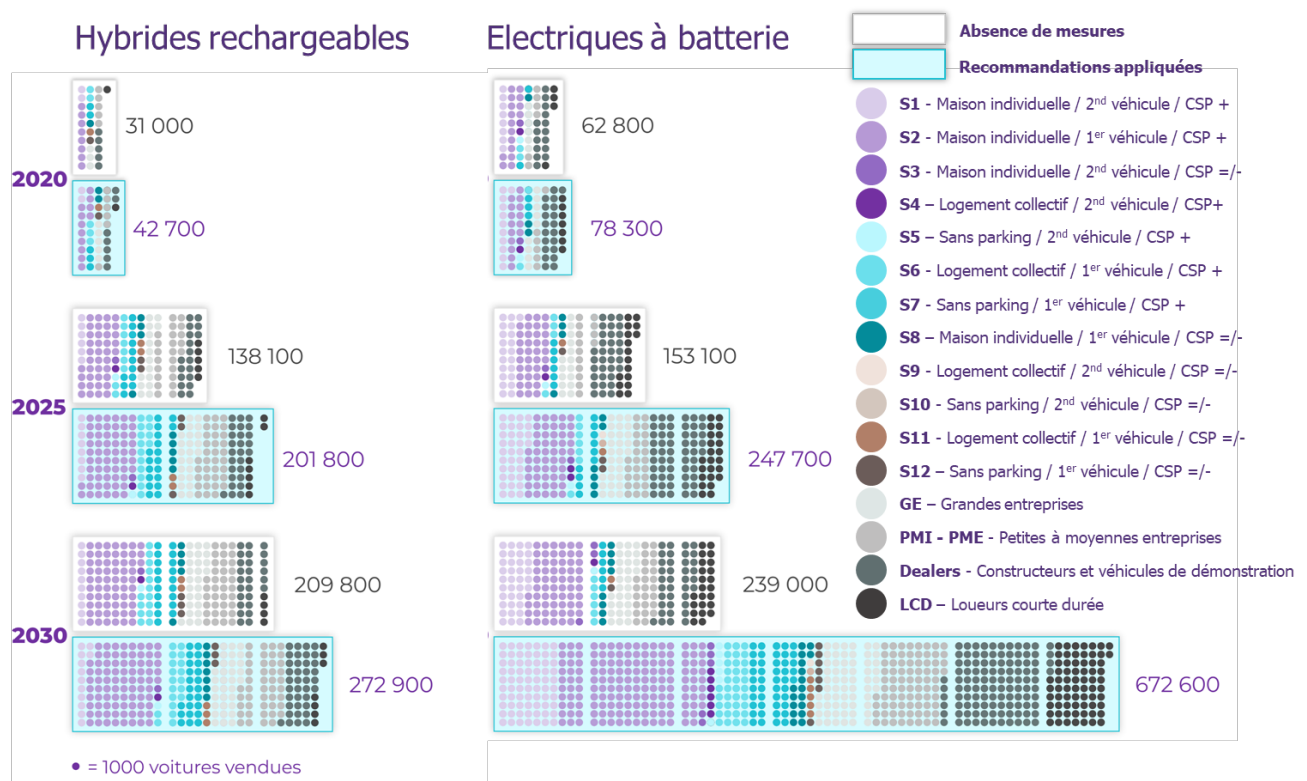 Hybrides rechargeables
Electriques à batterie
Absence de mesures
Recommandations appliquées
31 000
62 800
2020
42 700
78 300
138 100
153 100
2025
201 800
247 700
209 800
239 000
2030
272 900
672 600
• = 1000 voitures vendues
S1 - Maison individuelle / 2nd véhicule / CSP +
S2 - Maison individuelle / 1er véhicule / CSP +
S3 - Maison individuelle / 2nd véhicule / CSP =/-
S4 – Logement collectif / 2nd véhicule / CSP+
S5 – Sans parking / 2nd véhicule / CSP +
S6 - Logement collectif / 1er véhicule / CSP +
S7 - Sans parking / 1er véhicule / CSP +
S8 – Maison individuelle / 1er véhicule / CSP =/-
S9 - Logement collectif / 2nd véhicule / CSP =/-
S10 - Sans parking / 2nd véhicule / CSP =/-
S11 - Logement collectif / 1er véhicule / CSP =/-
S12 – Sans parking / 1er véhicule / CSP =/-
GE – Grandes entreprises
PMI - PME - Petites à moyennes entreprises
Dealers - Constructeurs et véhicules de démonstration
LCD – Loueurs courte durée